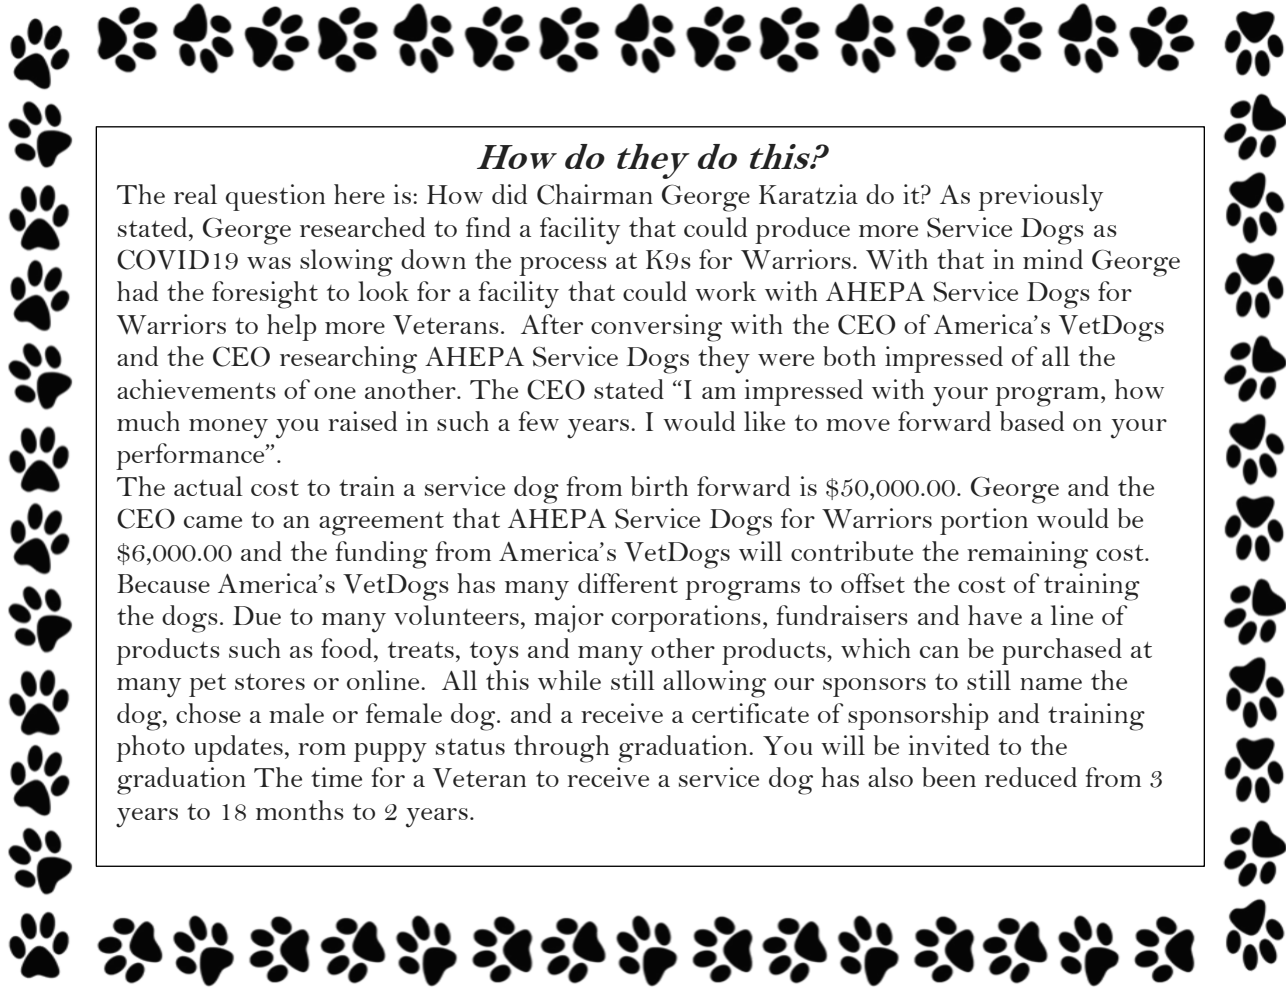 How do they do this?
The real question here is: How did Chairman George Karatzia do it? As previously
stated, George researched to find a facility that could produce more Service Dogs as
COVID19 was slowing down the process at K9s for Warriors. With that in mind George
had the foresight to look for a facility that could work with AHEPA Service Dogs for
Warriors to help more Veterans.  After conversing with the CEO of America’s VetDogs
and the CEO researching AHEPA Service Dogs they were both impressed of all the
achievements of one another. The CEO stated “I am impressed with your program, how
much money you raised in such a few years. I would like to move forward based on your
performance”.
The actual cost to train a service dog from birth forward is $50,000.00. George and the
CEO came to an agreement that AHEPA Service Dogs for Warriors portion would be
$6,000.00 and the funding from America’s VetDogs will contribute the remaining cost.
Because America’s VetDogs has many different programs to offset the cost of training
the dogs. Due to many volunteers, major corporations, fundraisers and have a line of
products such as food, treats, toys and many other products, which can be purchased at
many pet stores or online.  All this while still allowing our sponsors to still name the
dog, chose a male or female dog. and a receive a certificate of sponsorship and training
photo updates, rom puppy status through graduation. You will be invited to the
graduation The time for a Veteran to receive a service dog has also been reduced from 3
years to 18 months to 2 years.